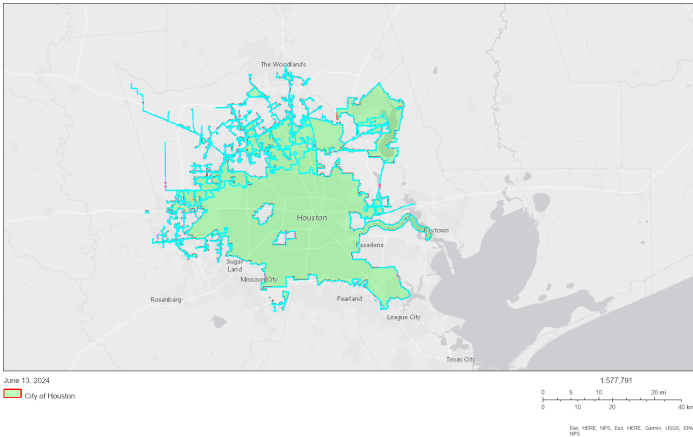 The Woodlands
Houston
Baytown
Pasadena
Sugar
Land
Missouri City
Rosenberg
Pearland
League City
Texas City
June 13, 2024
1:577,791
City of Houston
0 5 10 20 mi
0 10 20 40 km
Esri, HERE, NPS, Esri, HERE, Garmin, USGS, EPA
NPS